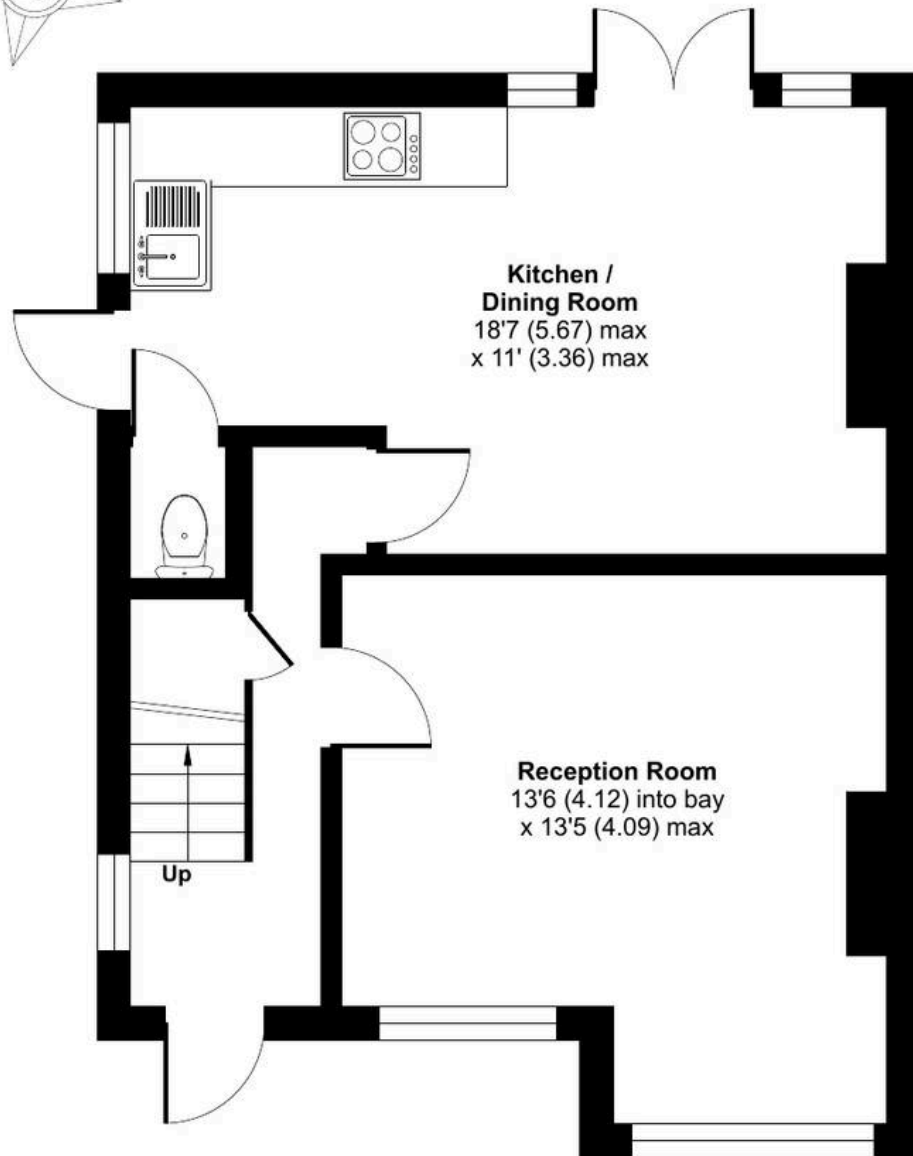 Kitchen /
Dining Room
18'7 (5.67) max
x 11' (3.36) max
Reception Room
13'6 (4.12) into bay
x 13'5 (4.09) max
Up